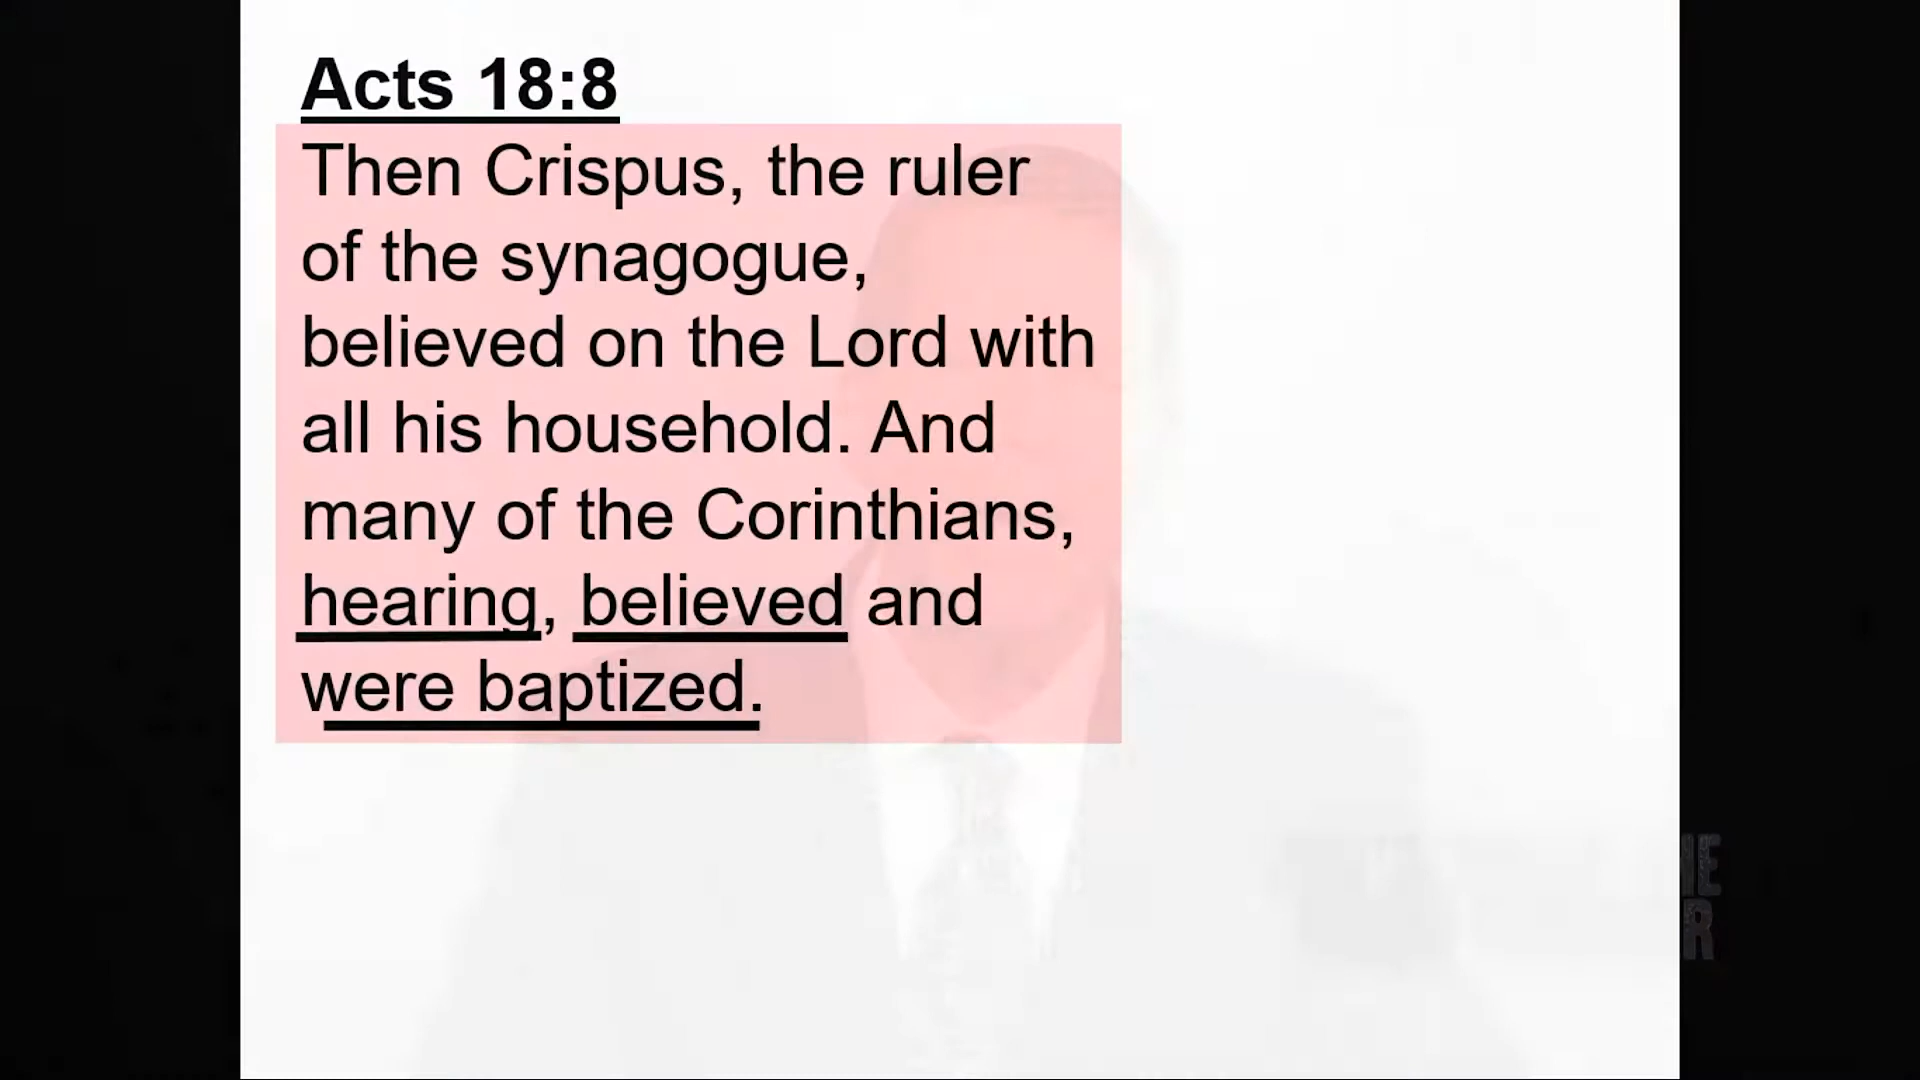 Acts 18:8
Then Crispus, the ruler
of the synagogue,
believed on the Lord with
all his household. And
many of the Corinthians,
hearing, believed and
were baptized.